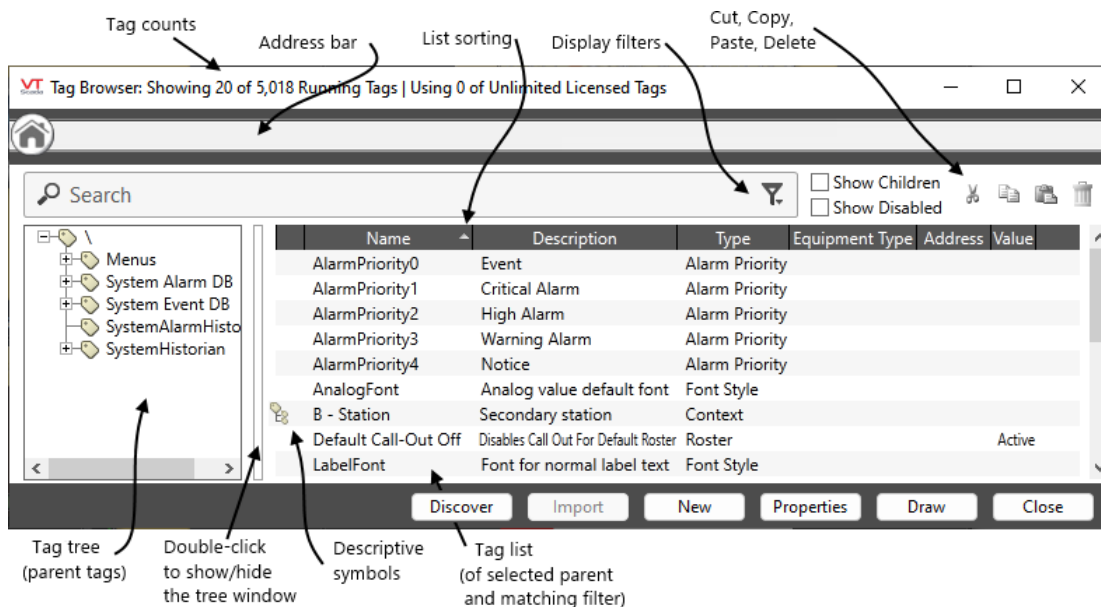 Tag counts
Address bar
List sorting
Display filters
Cut, Copy,
Paste, Delete
VT Scada Tag Browser: Showing 20 of 5,018 Running Tags | Using 0 of Unlimited Licensed Tags
Search
Show Children
Show Disabled
\
Menus
System Alarm DB
System Event DB
SystemAlarmHisto
SystemHistorian
Name Description Type Equipment Type Address Value
AlarmPriority0 Event Alarm Priority
AlarmPriority1 Critical Alarm Alarm Priority
AlarmPriority2 High Alarm Alarm Priority
AlarmPriority3 Warning Alarm Alarm Priority
AlarmPriority4 Notice Alarm Priority
AnalogFont Analog value default font Font Style
B - Station Secondary station Context
Default Call-Out Off Disables Call Out For Default Roster Roster Active
LabelFont Font for normal label text Font Style
Discover Import New Properties Draw Close
Tag tree
(parent tags)
Double-click
to show/hide
the tree window
Descriptive
symbols
Tag list
(of selected parent
and matching filter)